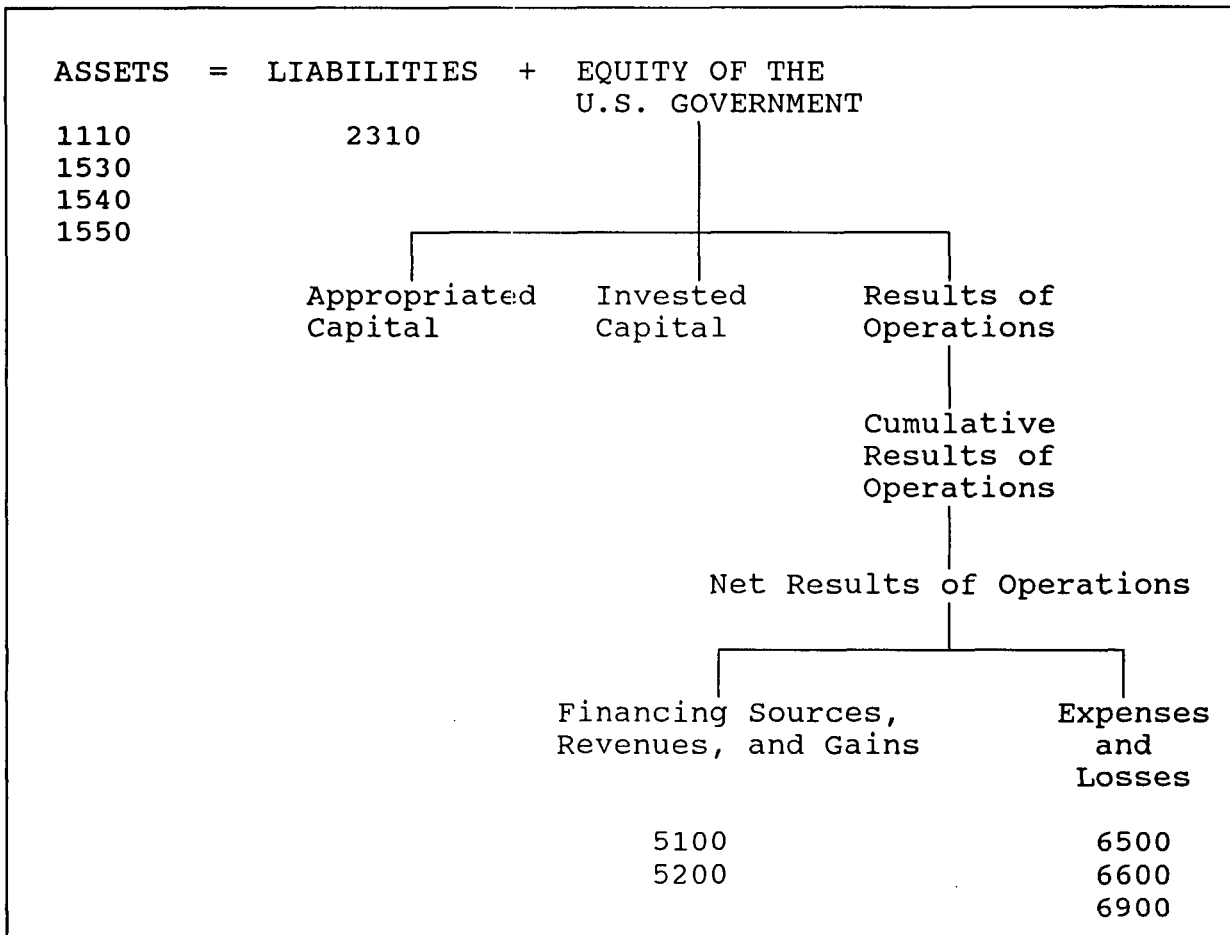 ASSETS = LIABILITIES + EQUITY OF THE
U.S. GOVERNMENT
1110 2310
1530
1540
1550
Appropriated Invested Results of
Capital Capital Operations
Cumulative
Results of
Operations
Net Results of Operations
Financing Sources, Expenses
Revenues, and Gains and
Losses
5100 6500
5200 6600
6900